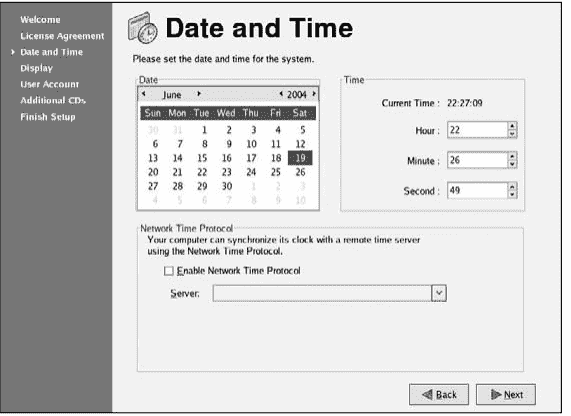 Welcome
License Agreement
Date and Time
Display
User Account
Additional CDs
Finish Setup
Date and Time
Please set the date and time for the system.
Date
June 2004
Sun Mon Tue Wed Thu Fri Sat
30 31 1 2 3 4 5
6 7 8 9 10 11 12
13 14 15 16 17 18 19
20 21 22 23 24 25 26
27 28 29 30 1 2 3
4 5 6 7 8 9 10
Time
Current Time : 22:27:09
Hour : 22
Minute : 26
Second : 49
Network Time Protocol
Your computer can synchronize its clock with a remote time server
using the Network Time Protocol.
Enable Network Time Protocol
Server:
Back
Next